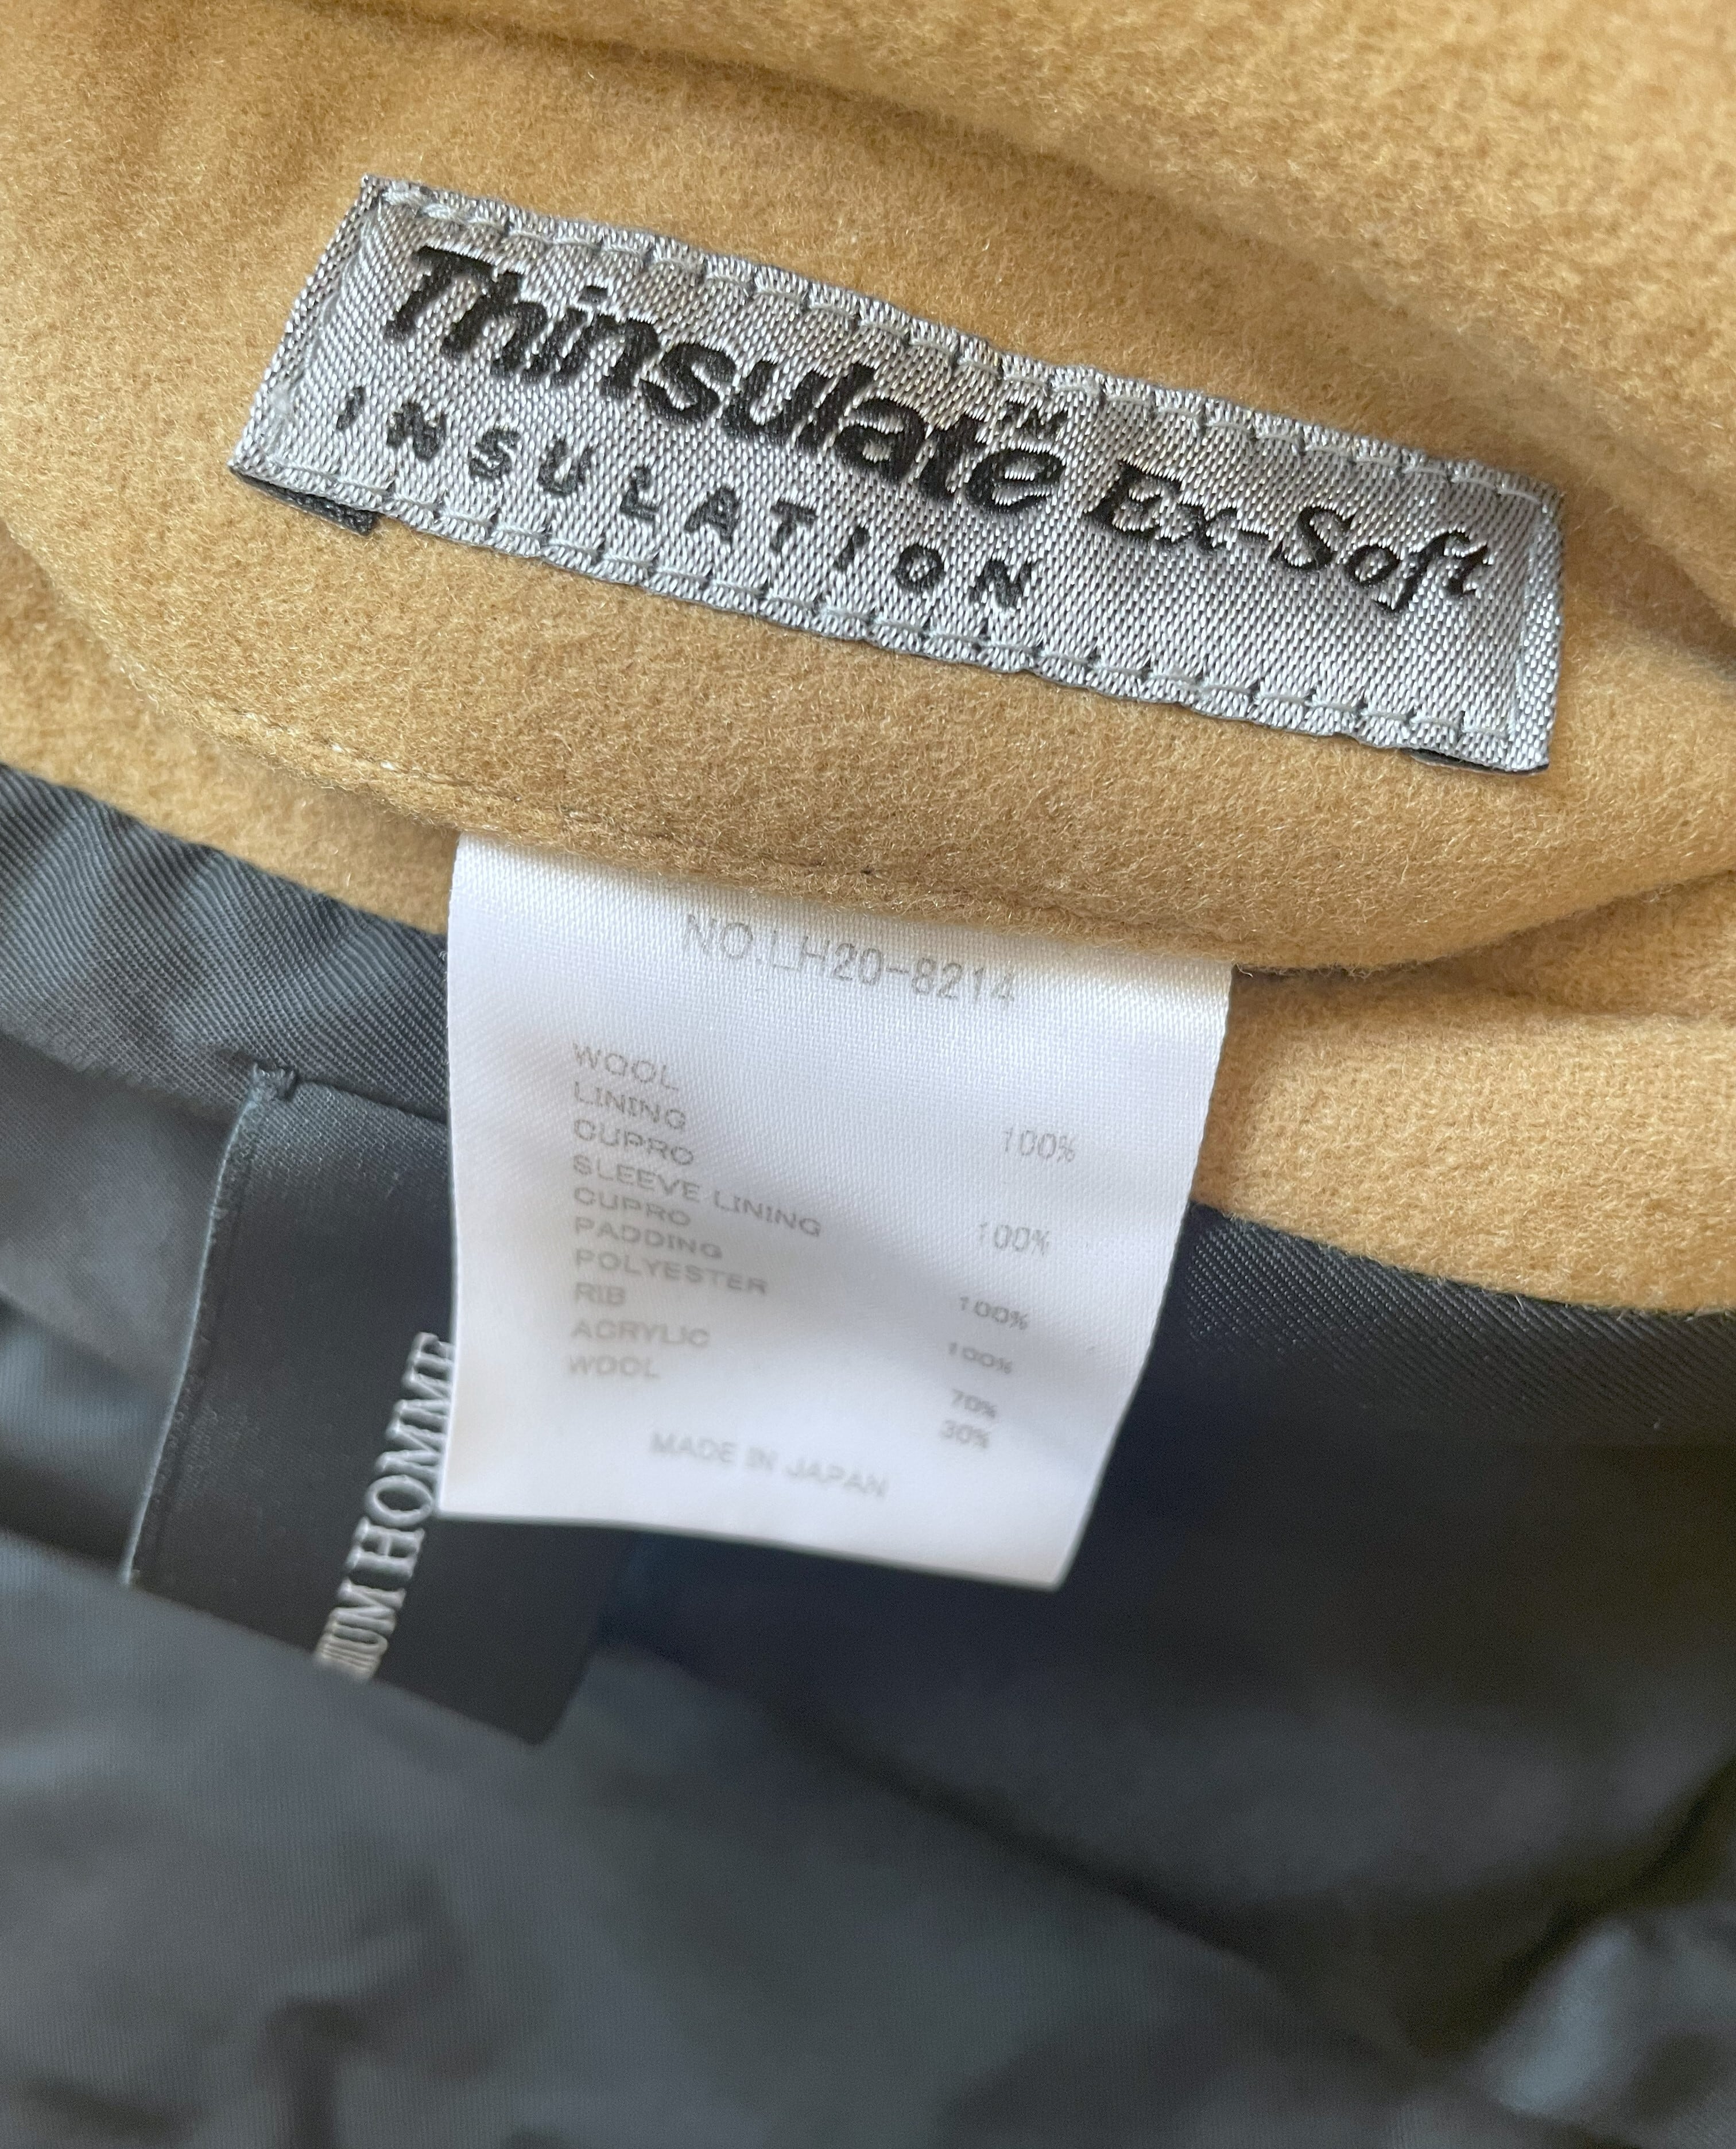 Thinsulate™ Ex-Soft
INSULATION
NO.LH20-8214
WOOL 100%
LINING
CUPRO 100%
SLEEVE LINING
CUPRO 100%
PADDING
POLYESTER 100%
RIB
ACRYLIC 70%
WOOL 30%
MADE IN JAPAN
HOMME